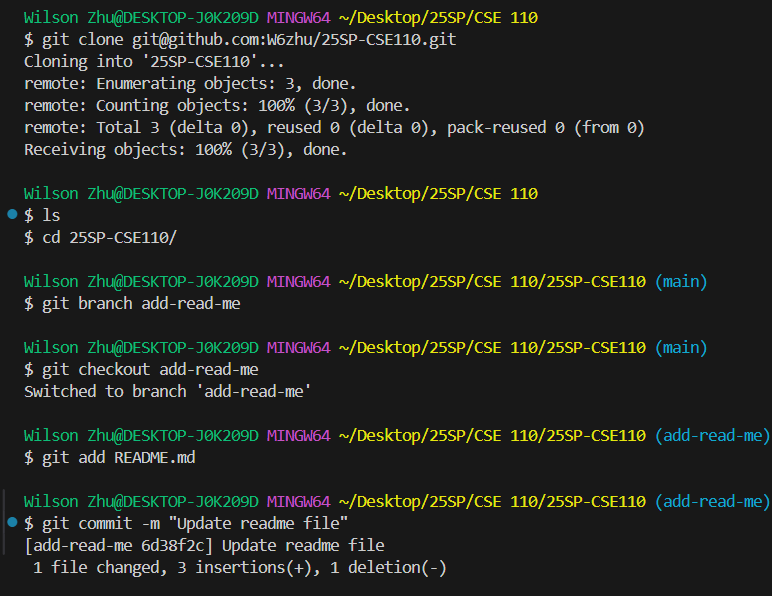 Wilson Zhu@DESKTOP-J0K209D MINGW64 ~/Desktop/25SP/CSE 110
$ git clone git@github.com:W6zhu/25SP-CSE110.git
Cloning into '25SP-CSE110'...
remote: Enumerating objects: 3, done.
remote: Counting objects: 100% (3/3), done.
remote: Total 3 (delta 0), reused 0 (delta 0), pack-reused 0 (from 0)
Receiving objects: 100% (3/3), done.
Wilson Zhu@DESKTOP-J0K209D MINGW64 ~/Desktop/25SP/CSE 110
$ ls
$ cd 25SP-CSE110/
Wilson Zhu@DESKTOP-J0K209D MINGW64 ~/Desktop/25SP/CSE 110/25SP-CSE110 (main)
$ git branch add-read-me
Wilson Zhu@DESKTOP-J0K209D MINGW64 ~/Desktop/25SP/CSE 110/25SP-CSE110 (main)
$ git checkout add-read-me
Switched to branch 'add-read-me'
Wilson Zhu@DESKTOP-J0K209D MINGW64 ~/Desktop/25SP/CSE 110/25SP-CSE110 (add-read-me)
$ git add README.md
Wilson Zhu@DESKTOP-J0K209D MINGW64 ~/Desktop/25SP/CSE 110/25SP-CSE110 (add-read-me)
$ git commit -m "Update readme file"
[add-read-me 6d38f2c] Update readme file
1 file changed, 3 insertions(+), 1 deletion(-)